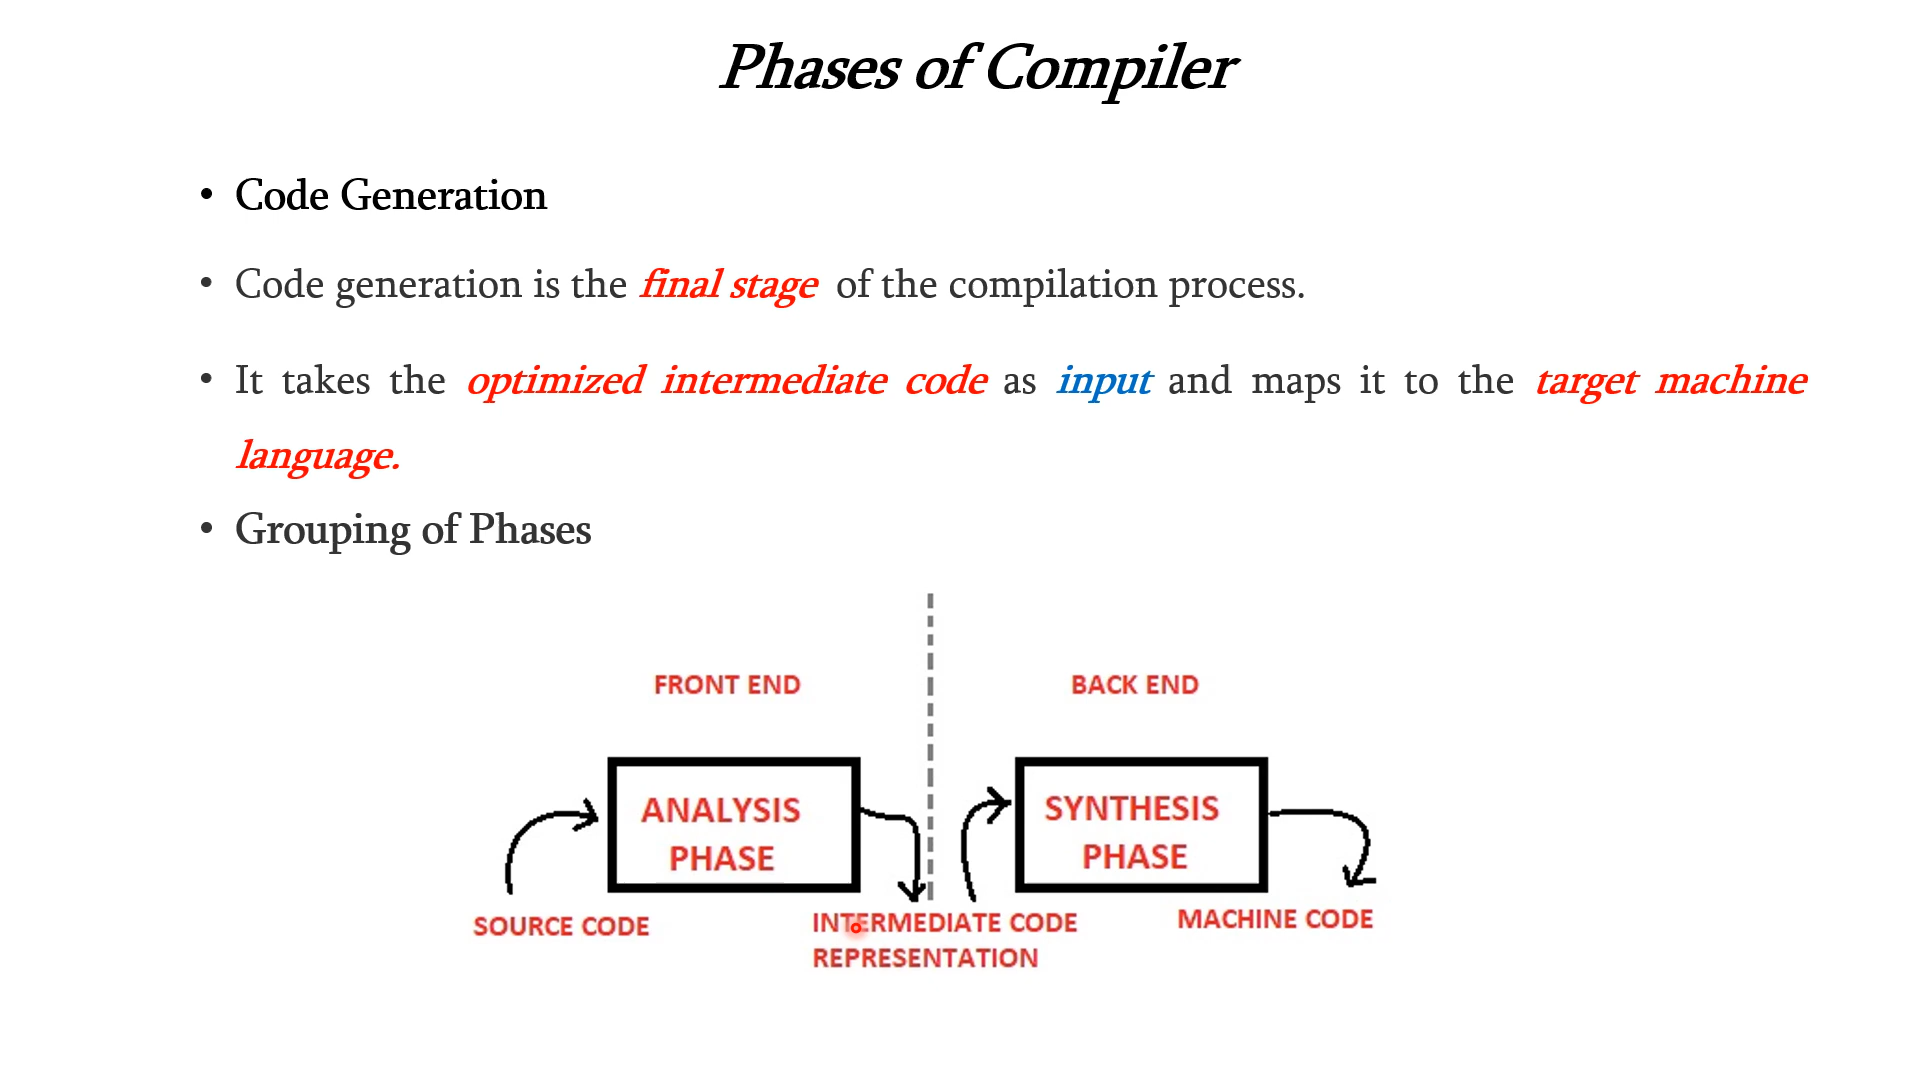 Phases of Compiler
• Code Generation
• Code generation is the final stage of the compilation process.
• It takes the optimized intermediate code as input and maps it to the target machine
language.
• Grouping of Phases
FRONT END
BACK END
ANALYSIS
PHASE
SYNTHESIS
PHASE
SOURCE CODE
INTERMEDIATE CODE
REPRESENTATION
MACHINE CODE